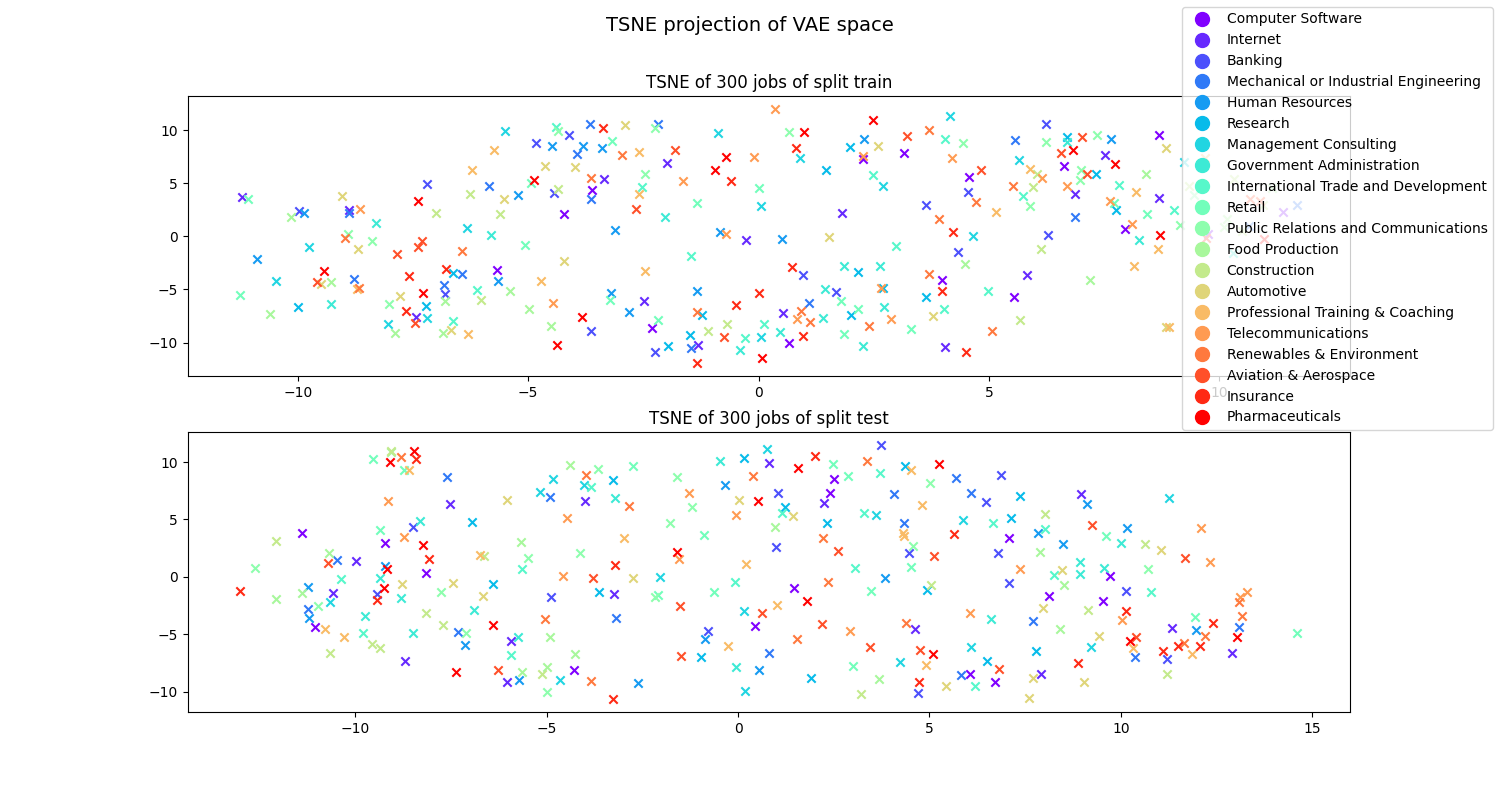 TSNE projection of VAE space
TSNE of 300 jobs of split train
10
5
0
−5
−10
−10
−5
0
5
10
Computer Software
Internet
Banking
Mechanical or Industrial Engineering
Human Resources
Research
Management Consulting
Government Administration
International Trade and Development
Retail
Public Relations and Communications
Food Production
Construction
Automotive
Professional Training & Coaching
Telecommunications
Renewables & Environment
Aviation & Aerospace
Insurance
Pharmaceuticals
TSNE of 300 jobs of split test
10
5
0
−5
−10
−10
−5
0
5
10
15